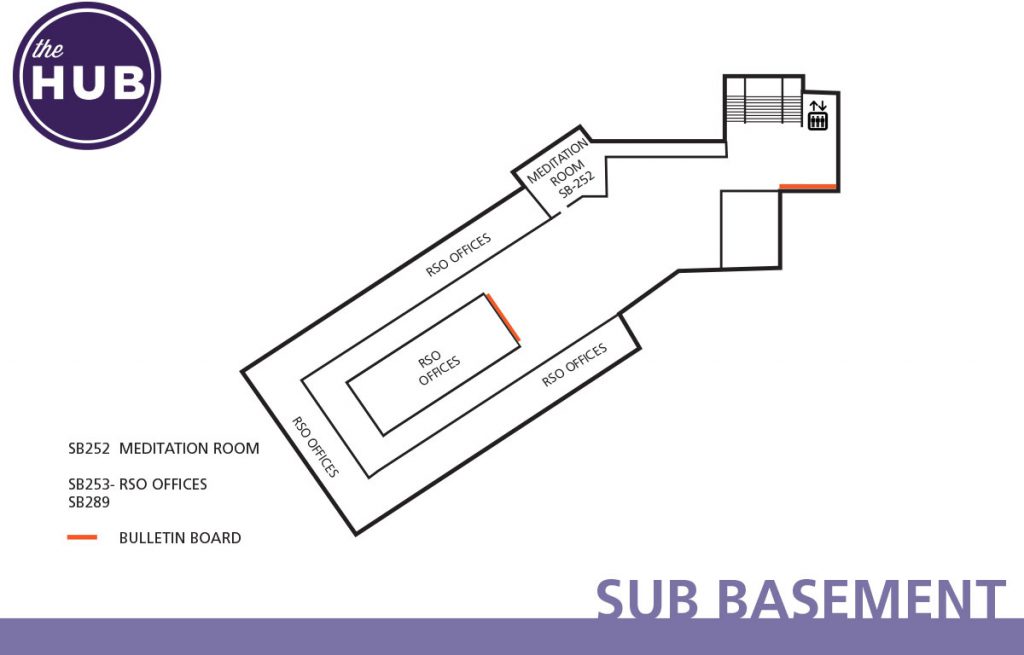 the
HUB
MEDITATION
ROOM
SB-252
RSO OFFICES
RSO
OFFICES
RSO OFFICES
RSO OFFICES
SB252 MEDITATION ROOM
SB253- RSO OFFICES
SB289
BULLETIN BOARD
SUB BASEMENT